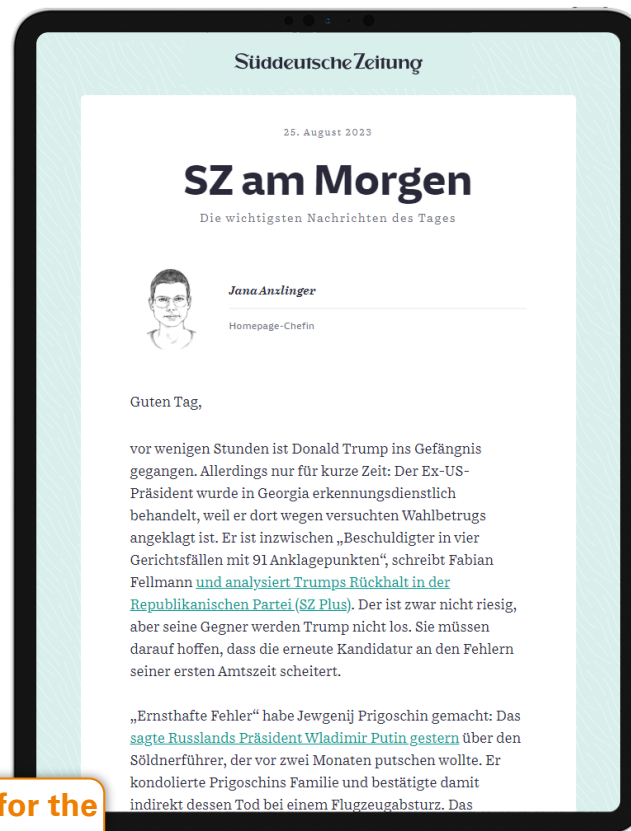 Süddeutsche Zeitung
25. August 2023
SZ am Morgen
Die wichtigsten Nachrichten des Tages
Jana Anzlinger
Homepage-Chefin
Guten Tag,
vor wenigen Stunden ist Donald Trump ins Gefängnis
gegangen. Allerdings nur für kurze Zeit: Der Ex-US-
Präsident wurde in Georgia erkennungsdienstlich
behandelt, weil er dort wegen versuchten Wahlbetrugs
angeklagt ist. Er ist inzwischen „Beschuldigter in vier
Gerichtsfällen mit 91 Anklagepunkten“, schreibt Fabian
Fellmann und analysiert Trumps Rückhalt in der
Republikanischen Partei (SZ Plus). Der ist zwar nicht riesig,
aber seine Gegner werden Trump nicht los. Sie müssen
darauf hoffen, dass die erneute Kandidatur an den Fehlern
seiner ersten Amtszeit scheitert.
„Ernsthafte Fehler“ habe Jewgenij Prigoschin gemacht: Das
sagte Russlands Präsident Wladimir Putin gestern über den
Söldnerführer, der vor zwei Monaten putschen wollte. Er
kondolierte Prigoschins Familie und bestätigte damit
indirekt dessen Tod bei einem Flugzeugabsturz. Das
for the